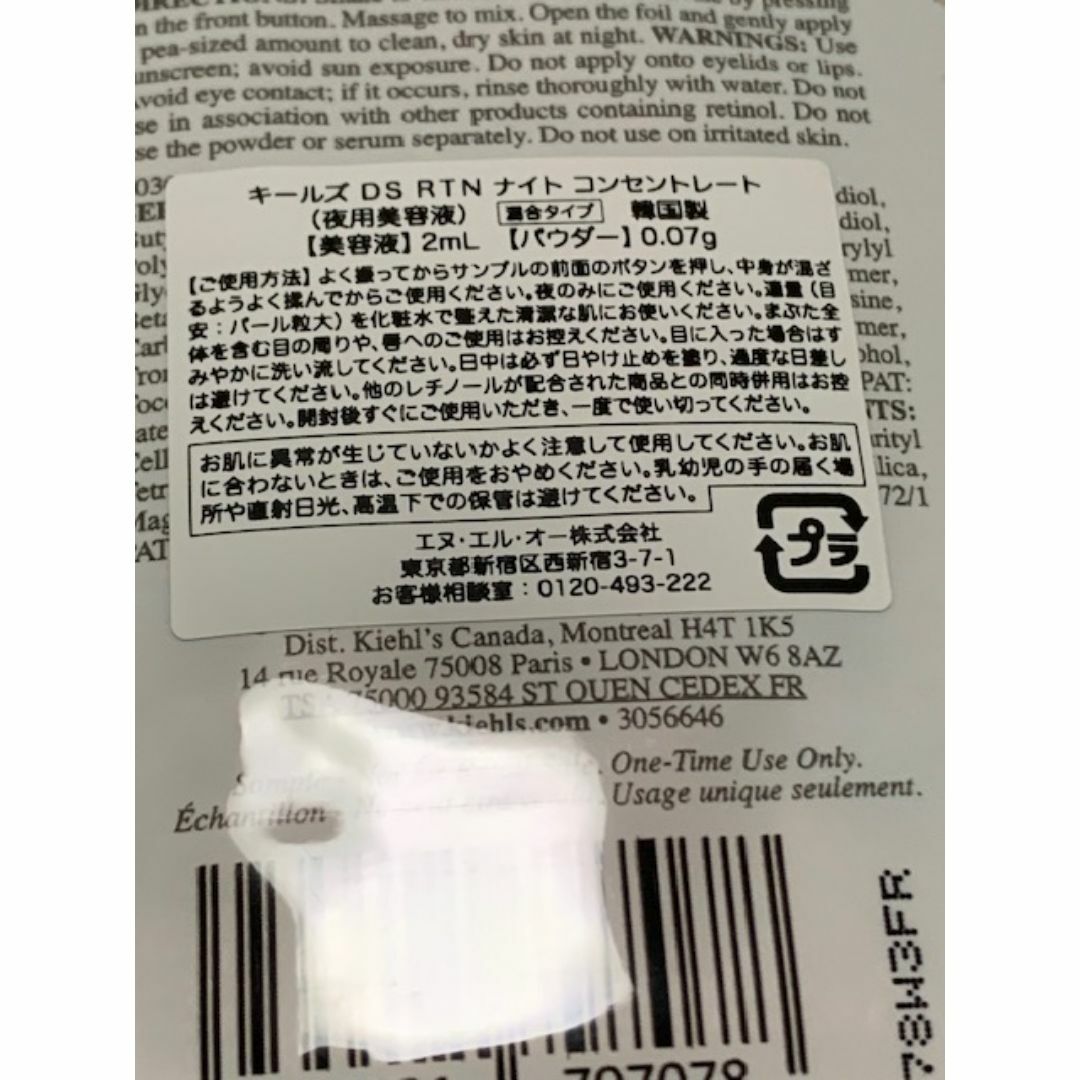 n the front button. Massage to mix. Open the foil and gently apply
pea-sized amount to clean, dry skin at night. WARNINGS: Use
unscreen; avoid sun exposure. Do not apply onto eyelids or lips.
void eye contact; if it occurs, rinse thoroughly with water. Do not
se in association with other products containing retinol. Do not
se the powder or serum separately. Do not use on irritated skin.
キールズ DS RTN ナイト コンセントレート
(夜用美容液) 混合タイプ 韓国製
【美容液】2mL 【パウダー】0.07g
【ご使用方法】よく振ってからサンプルの前面のボタンを押し、中身が混ざ
るようよく揉んでからご使用ください。夜のみにご使用ください。適量(目
安:パール粒大)を化粧水で整えた清潔な肌にお使いください。まぶた全
体を含む目の周りや、唇へのご使用はお控えください。目に入った場合はす
みやかに洗い流してください。日中は必ず日やけ止めを塗り、過度な日差し
は避けてください。他のレチノールが配合された商品との同時併用はお控
えください。開封後すぐにご使用いただき、一度で使い切ってください。
お肌に異常が生じていないかよく注意して使用してください。お肌
に合わないときは、ご使用をおやめください。乳幼児の手の届く場
所や直射日光、高温下での保管は避けてください。
プラ
エヌ・エル・オー株式会社
東京都新宿区西新宿3-7-1
お客様相談室:0120-493-222
diol,
diol,
rylyl
mer,
sine,
mer,
ohol,
PAT:
TS:
rityl
lica,
72/1
Dist. Kiehl's Canada, Montreal H4T 1K5
14 rue Royale 75008 Paris • LONDON W6 8AZ
75000 93584 ST OUEN CEDEX FR
kiehls.com • 3056646
One-Time Use Only.
Échantillon Usage unique seulement.
78W3FR
707078